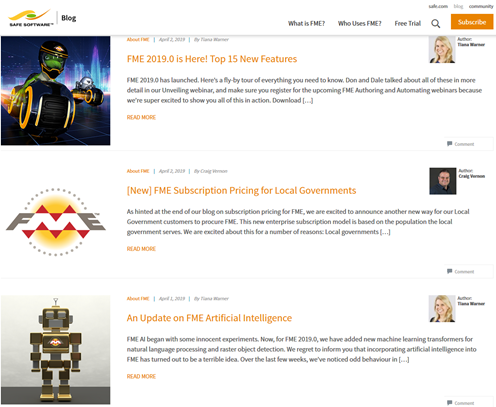 safe.com blog community
SAFE SOFTWARE
Blog
What is FME? Who Uses FME? Free Trial
Subscribe
About FME | April 2, 2019 | By Tiana Warner
Author:
Tiana Warner
FME 2019.0 is Here! Top 15 New Features
FME 2019.0 has launched. Here's a fly-by tour of everything you need to know. Don and Dale talked about all of these in more
detail in our Unveiling webinar, and make sure you register for the upcoming FME Authoring and Automating webinars because
we're super excited to show you all of this in action. Download […]
READ MORE
Comment
About FME | April 2, 2019 | By Craig Vernon
Author:
Craig Vernon
[New] FME Subscription Pricing for Local Governments
FME
As hinted at the end of our blog on subscription pricing for FME, we are excited to announce another new way for our Local
Government customers to procure FME. This new enterprise subscription model is based on the population the local
government serves. We are excited about this for a number of reasons: Local governments […]
READ MORE
Comment
About FME | April 1, 2019 | By Tiana Warner
Author:
Tiana Warner
An Update on FME Artificial Intelligence
FME AI began with some innocent experiments. Now, for FME 2019.0, we have added new machine learning transformers for
natural language processing and raster object detection. We regret to inform you that incorporating artificial intelligence into
FME has turned out to be a terrible idea. Over the last few weeks, we've noticed odd behaviour in […]
FME
READ MORE
Comment